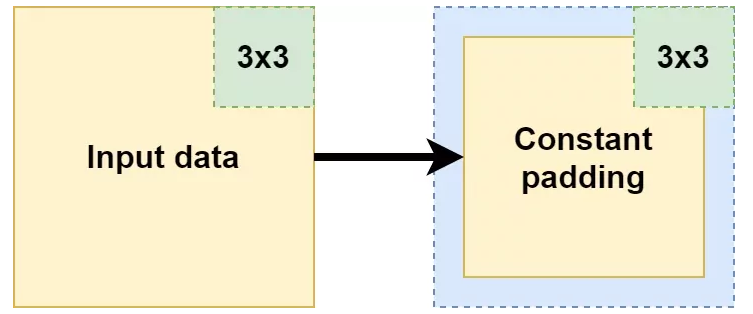 3x3
Input data
3x3
Constant
padding